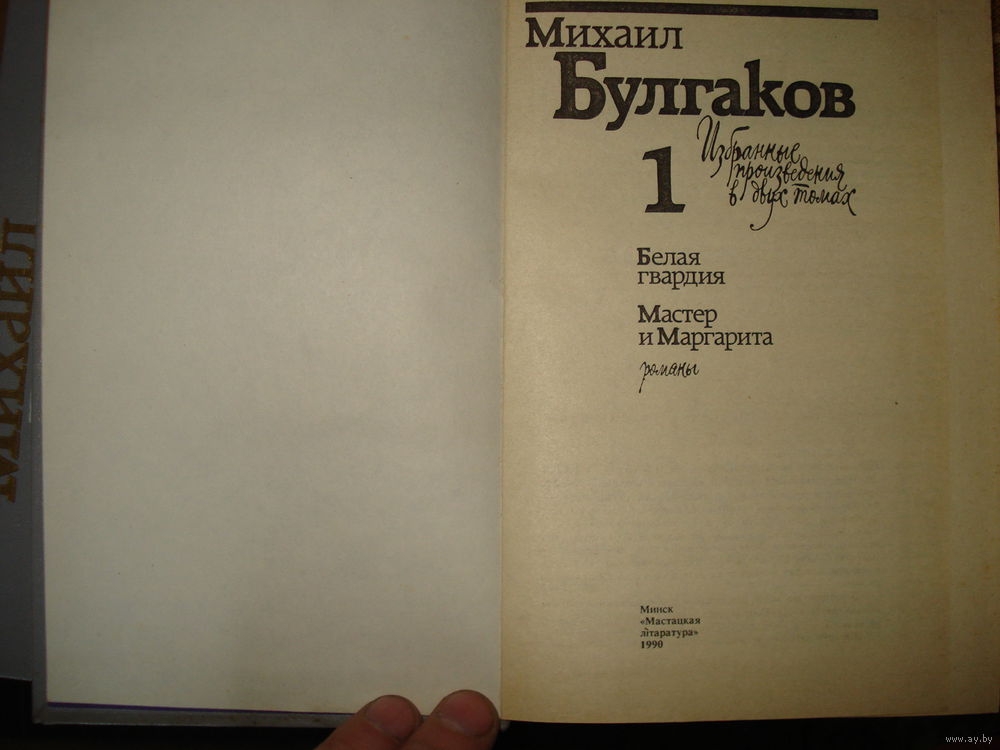 Михаил
Михаил
Булгаков
1
Избранные
произведения
в двух томах
Белая
гвардия
Мастер
и Маргарита
романы
Минск
«Мастацкая
літаратура»
1990
www.ay.by